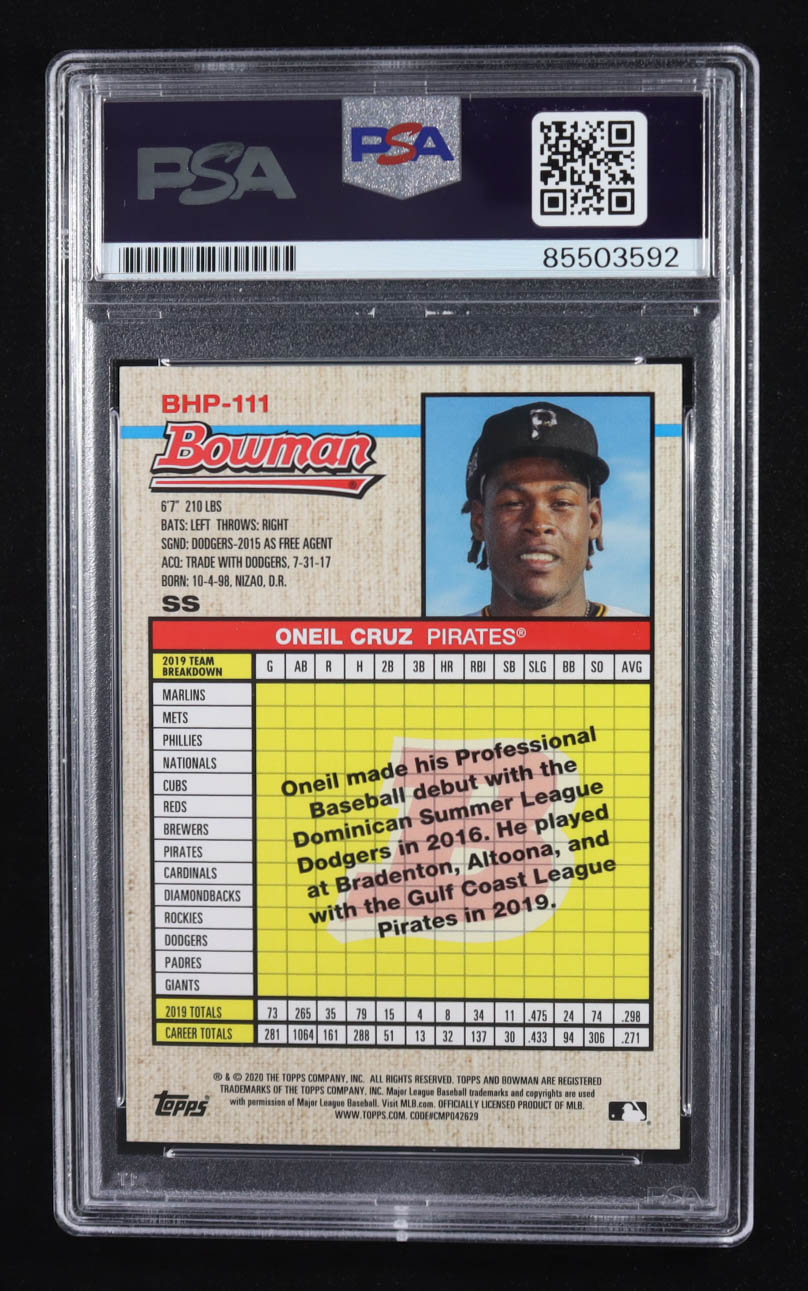 PSA
PSA
85503592
BHP-111
Bowman®
6'7" 210 LBS
BATS: LEFT THROWS: RIGHT
SGND: DODGERS-2015 AS FREE AGENT
ACQ: TRADE WITH DODGERS, 7-31-17
BORN: 10-4-98, NIZAO, D.R.
SS
P
ONEIL CRUZ PIRATES®
2019 TEAM BREAKDOWN G AB R H 2B 3B HR RBI SB SLG BB SO AVG
MARLINS
METS
PHILLIES
NATIONALS
CUBS
REDS
BREWERS
PIRATES
CARDINALS
DIAMONDBACKS
ROCKIES
DODGERS
PADRES
GIANTS
B
Oneil made his Professional
Baseball debut with the
Dominican Summer League
Dodgers in 2016. He played
at Bradenton, Altoona, and
with the Gulf Coast League
Pirates in 2019.
2019 TOTALS 73 265 35 79 15 4 8 34 11 .475 24 74 .298
CAREER TOTALS 281 1064 161 288 51 13 32 137 30 .433 94 306 .271
® & © 2020 THE TOPPS COMPANY, INC. ALL RIGHTS RESERVED. TOPPS AND BOWMAN ARE REGISTERED
TRADEMARKS OF THE TOPPS COMPANY, INC. Major League Baseball trademarks and copyrights are used
with permission of Major League Baseball. Visit MLB.com. OFFICIALLY LICENSED PRODUCT OF MLB.
WWW.TOPPS.COM. CODE#CMP042629
Topps®
PSA